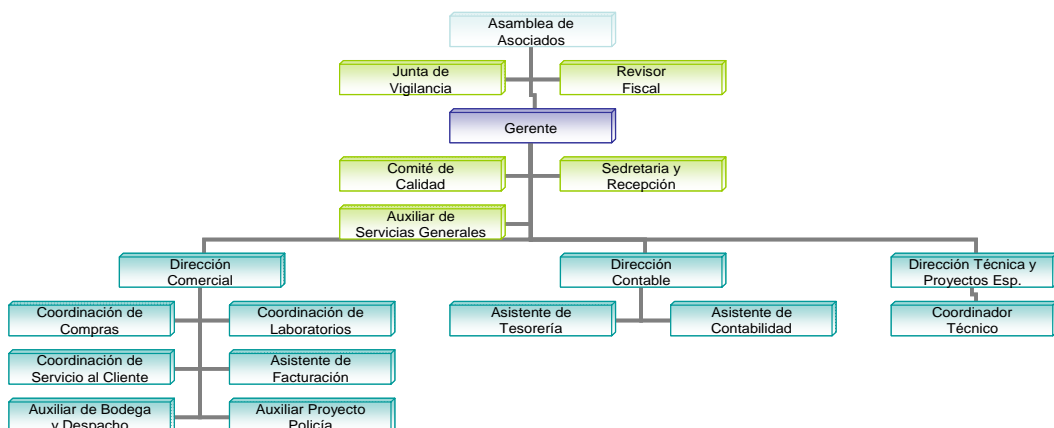 Asamblea de
Asociados
Junta de
Vigilancia
Revisor
Fiscal
Gerente
Comité de
Calidad
Sedretaria y
Recepción
Auxiliar de
Servicias Generales
Dirección
Comercial
Dirección
Contable
Dirección Técnica y
Proyectos Esp.
Coordinación de
Compras
Coordinación de
Laboratorios
Asistente de
Tesorería
Asistente de
Contabilidad
Coordinador
Técnico
Coordinación de
Servicio al Cliente
Asistente de
Facturación
Auxiliar de Bodega
y Despacho
Auxiliar Proyecto
Policía